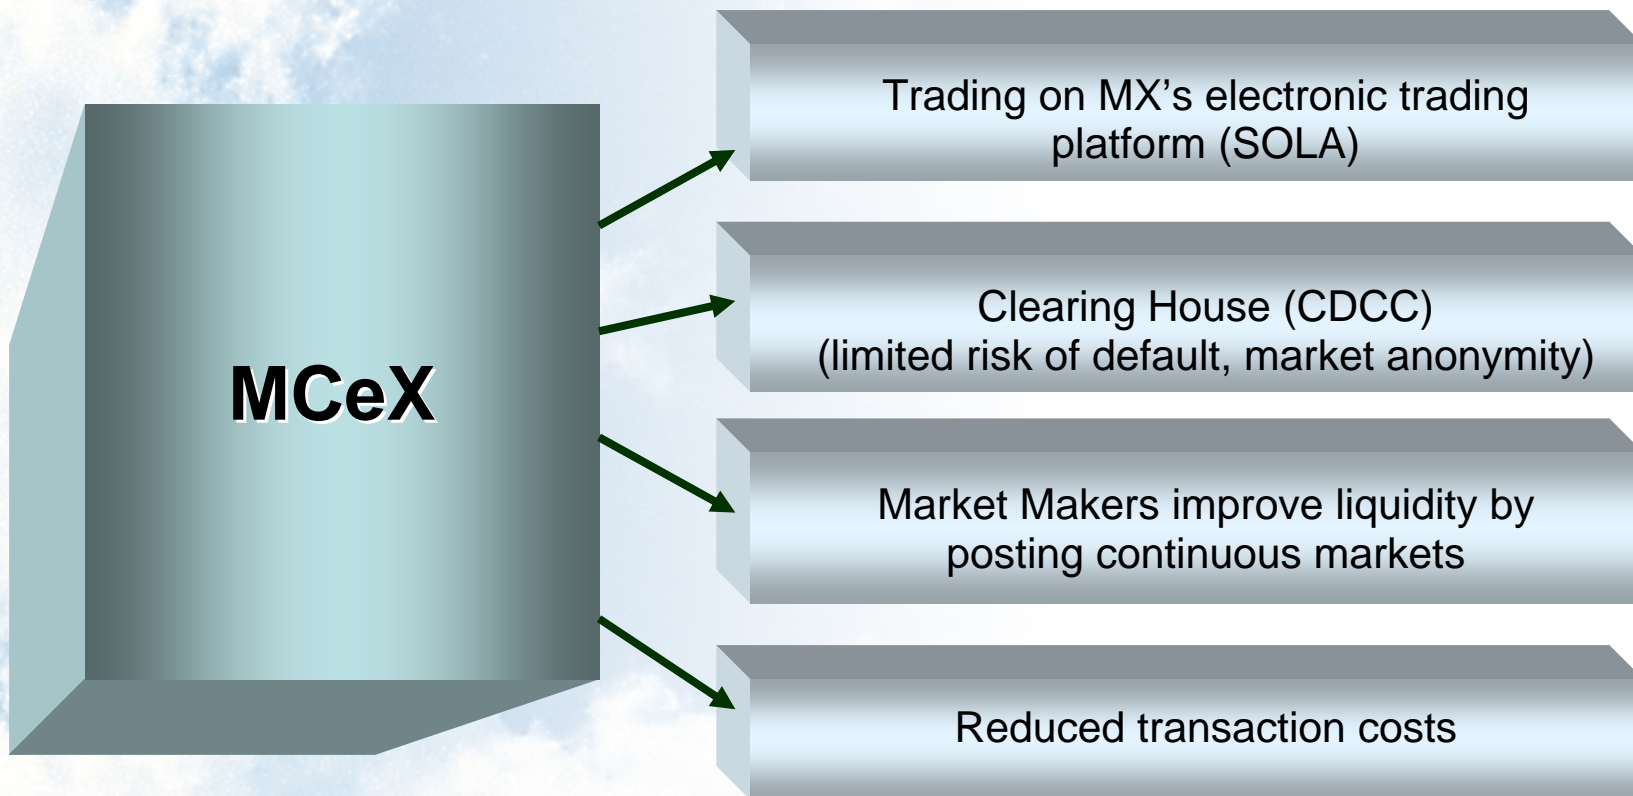 MCeX
Trading on MX’s electronic trading
platform (SOLA)
Clearing House (CDCC)
(limited risk of default, market anonymity)
Market Makers improve liquidity by
posting continuous markets
Reduced transaction costs